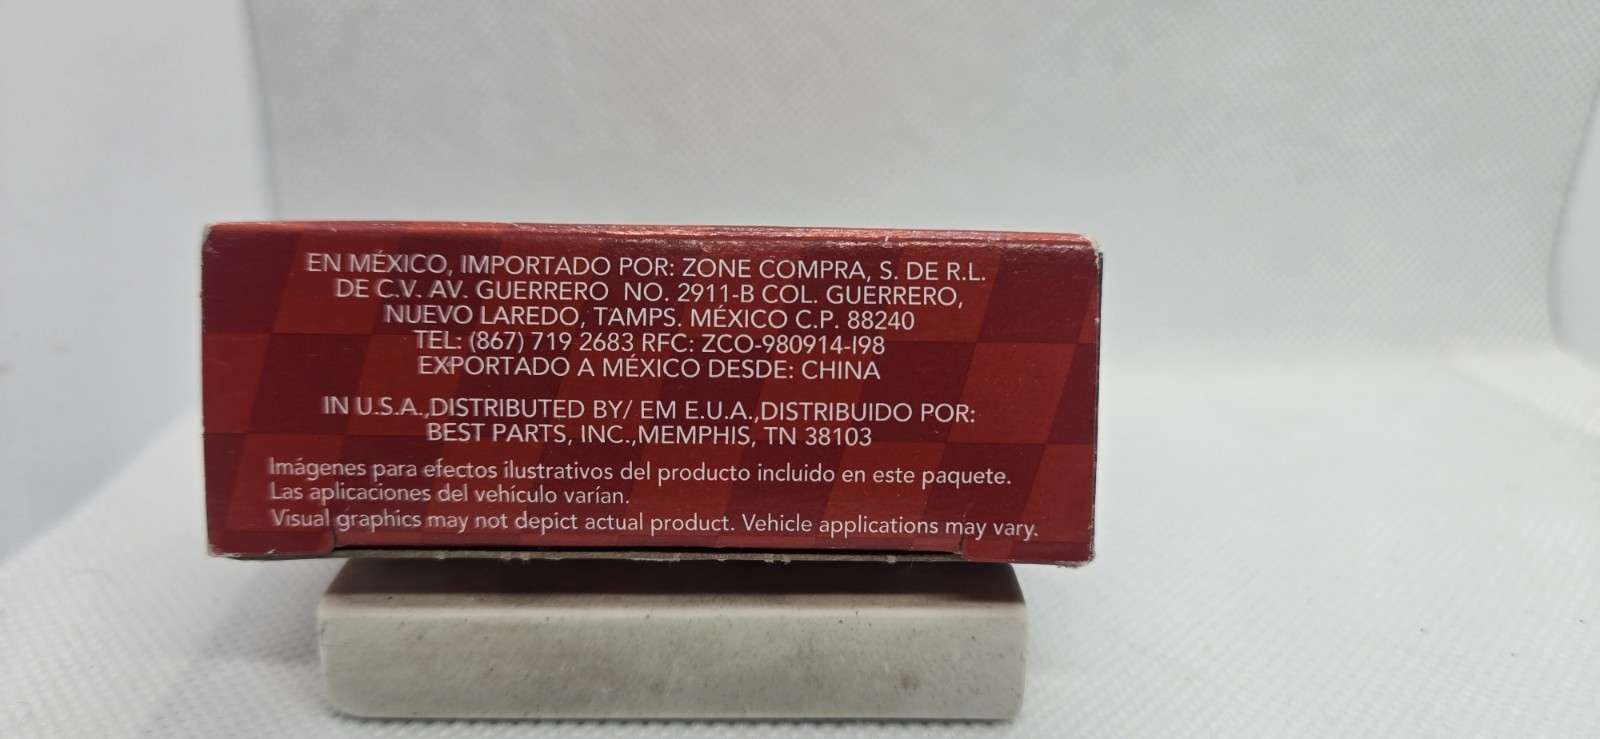 EN MÉXICO, IMPORTADO POR: ZONE COMPRA, S. DE R.L.
DE C.V. AV. GUERRERO NO. 2911-B COL. GUERRERO,
NUEVO LAREDO, TAMPS. MÉXICO C.P. 88240
TEL: (867) 719 2683 RFC: ZCO-980914-I98
EXPORTADO A MÉXICO DESDE: CHINA
IN U.S.A.,DISTRIBUTED BY/ EM E.U.A.,DISTRIBUIDO POR:
BEST PARTS, INC.,MEMPHIS, TN 38103
Imágenes para efectos ilustrativos del producto incluido en este paquete.
Las aplicaciones del vehículo varían.
Visual graphics may not depict actual product. Vehicle applications may vary.